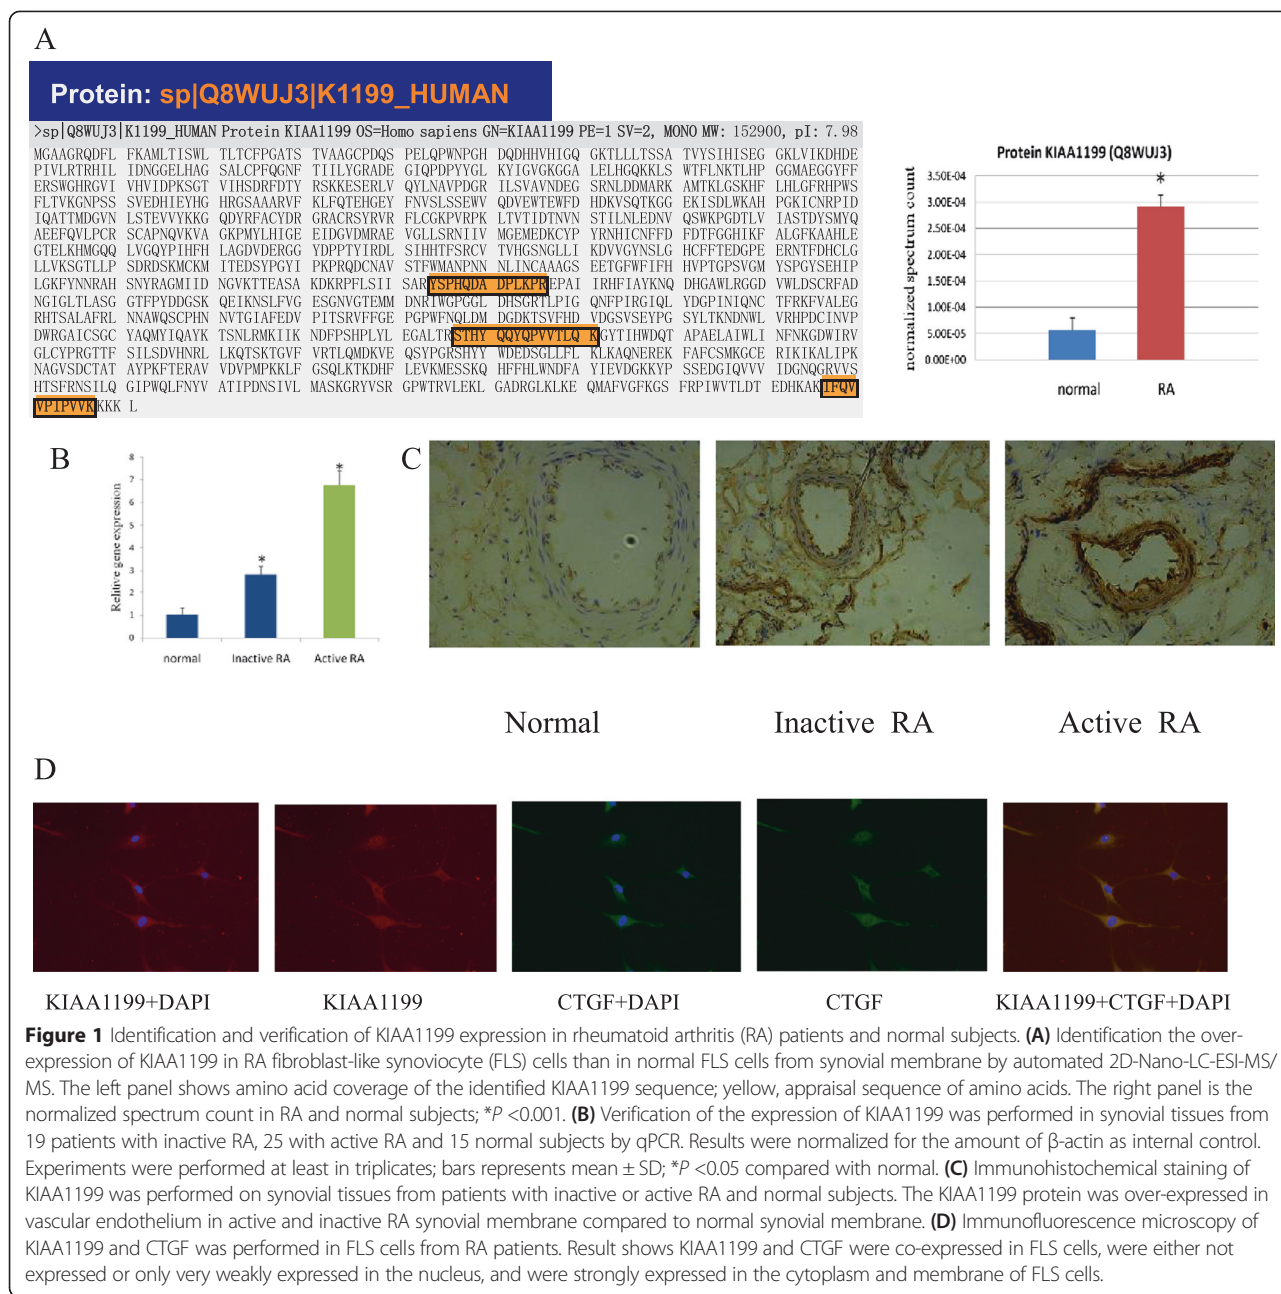 A
Protein: sp|Q8WUJ3|K1199_HUMAN
>sp|Q8WUJ3|K1199_HUMAN Protein KIAA1199 OS=Homo sapiens GN=KIAA1199 PE=1 SV=2, MONO MW: 152900, pI: 7.98
MGAAGRQDFL FKAMLTISWL TLTCFPGATS TVAAGCPDQS PELQPWNPGH DQDHHVHIGQ GKTLLLTSSA TVYSIHISEG GKLVIKDHDE
PIVLRTRHIL IDNGGELHAG SALCPFQGNF TIILYGRADE GIQPDPYYGL KYIGVGKGGA LELHGQKKLS WTFLNKTLHP GGMAEGGYFF
ERSWGHRGVI VHVIDPKSGT VIHSDRFDTY RSKKESERLV QYLNAVPDGR ILSVAVNDEG SRNLDDMARK AMTKLGSKHF LHLGFRHPWS
FLTVKGNPSS SVEDHIEYHG HRGSAAARVF KLFQTEHGEY FNVSLSSEWV QDVEWTEWFD HDKVSQTKGG EKISDLWKAH PGKICNRPID
IQATTMDGVN LSTEVVYKKG QDYRFACYDR GRACRSYRVR FLCGKPVRPK LTVTIDTNVN STILNLEDNV QSWKPGDTLV IASTDYSMYQ
AEEFQVLPCR SCAPNQVKVA GKPMYLHIGE EIDGVDMRAE VGLLSRNIIV MGEMEDKCYP YRNHICNFFD FDTFGGHIKF ALGFKAAHLE
GTELKHMGQQ LVGQYPIHFH LAGDVDERGG YDPPTYIRDL SIHHTFSRCV TVHGSNGLLI KDVVGYNSLG HCFFTEDGPE ERNTFDHCLG
LLVKSGTLLP SDRDSKMCKM ITEDSYPGYI PKPRQDCNAV STFWMANPNN NLINCAAAGS EETGFWFIFH HVPTGPSVGM YSPGYSEHIP
LGKFYNNRAH SNYRAGMIID NGVKTTEASA KDKRPFLSII SARYSPHQDA DPLKPREPAI IRHFIAYKNQ DHGAWLRGGD VWLDSCRFAD
NGIGLTLASG GTFPYDDGSK QEIKNSLFVG ESGNVGTEMM DNRIWGPGGL DHSGRTLPIG QNFPIRGIQL YDGPINIQNC TFRKFVALEG
RHTSALAFRL NNAWQSCPHN NVTGIAFEDV PITSRVFFGE PGPWFNQLDM DGDKTSVFHD VDGSVSEYPG SYLTKNDNWL VRHPDCINVP
DWRGAICSGC YAQMYIQAYK TSNLRMKIIK NDFPSHPLYL EGALTRSTHY QQYQPVVTLQ KGYTIHWDQT APAELAIWLI NFNKGDWIRV
GLCYPRGTTF SILSDVHNRL LKQTSKTGVF VRTLQMDKVE QSYPGRSHYY WDEDSGLLFL KLKAQNEREK FAFCSMKGCE RIKIKALIPK
NAGVSDCTAT AYPKFTERAV VDVPMPKKLF GSQLKTKDHF LEVKMESSKQ HFFHLWNDFA YIEVDGKKYP SSEDGIQVVV IDGNQGRVVS
HTSFRNSILQ GIPWQLFNYV ATIPDNSIVL MASKGRYVSR GPWTRVLEKL GADRGLKLKE QMAFVGFKGS FRPIWVTLDT EDHKAKIFQV
VPIPVVKKKK L
Protein KIAA1199 (Q8WUJ3)
normalized spectrum count
3.50E-04
3.00E-04
2.50E-04
2.00E-04
1.50E-04
1.00E-04
5.00E-05
0.00E+00
*
normal RA
B
Relitive gene expression
8
7
6
5
4
3
2
1
0
* *
normal Inactive RA Active RA
C
Normal Inactive RA Active RA
D
KIAA1199+DAPI KIAA1199 CTGF+DAPI CTGF KIAA1199+CTGF+DAPI
Figure 1 Identification and verification of KIAA1199 expression in rheumatoid arthritis (RA) patients and normal subjects. (A) Identification the over-
expression of KIAA1199 in RA fibroblast-like synoviocyte (FLS) cells than in normal FLS cells from synovial membrane by automated 2D-Nano-LC-ESI-MS/
MS. The left panel shows amino acid coverage of the identified KIAA1199 sequence; yellow, appraisal sequence of amino acids. The right panel is the
normalized spectrum count in RA and normal subjects; *P <0.001. (B) Verification of the expression of KIAA1199 was performed in synovial tissues from
19 patients with inactive RA, 25 with active RA and 15 normal subjects by qPCR. Results were normalized for the amount of β-actin as internal control.
Experiments were performed at least in triplicates; bars represents mean ± SD; *P <0.05 compared with normal. (C) Immunohistochemical staining of
KIAA1199 was performed on synovial tissues from patients with inactive or active RA and normal subjects. The KIAA1199 protein was over-expressed in
vascular endothelium in active and inactive RA synovial membrane compared to normal synovial membrane. (D) Immunofluorescence microscopy of
KIAA1199 and CTGF was performed in FLS cells from RA patients. Result shows KIAA1199 and CTGF were co-expressed in FLS cells, were either not
expressed or only very weakly expressed in the nucleus, and were strongly expressed in the cytoplasm and membrane of FLS cells.